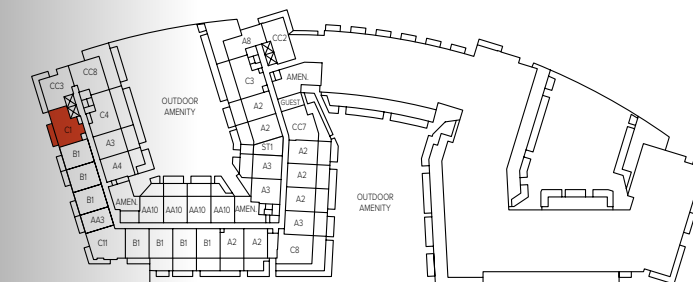 A8
CC2
CC8
CC3
C3
AMEN.
OUTDOOR
AMENITY
A2
GUEST
C4
C1
A2
CC7
A3
B1
ST1
A2
A4
A3
B1
A2
A3
OUTDOOR
AMENITY
B1
AMEN.
AA10
AA10
AA10
AA10
AMEN.
A2
AA3
A3
C11
B1
B1
B1
B1
A2
A2
C8